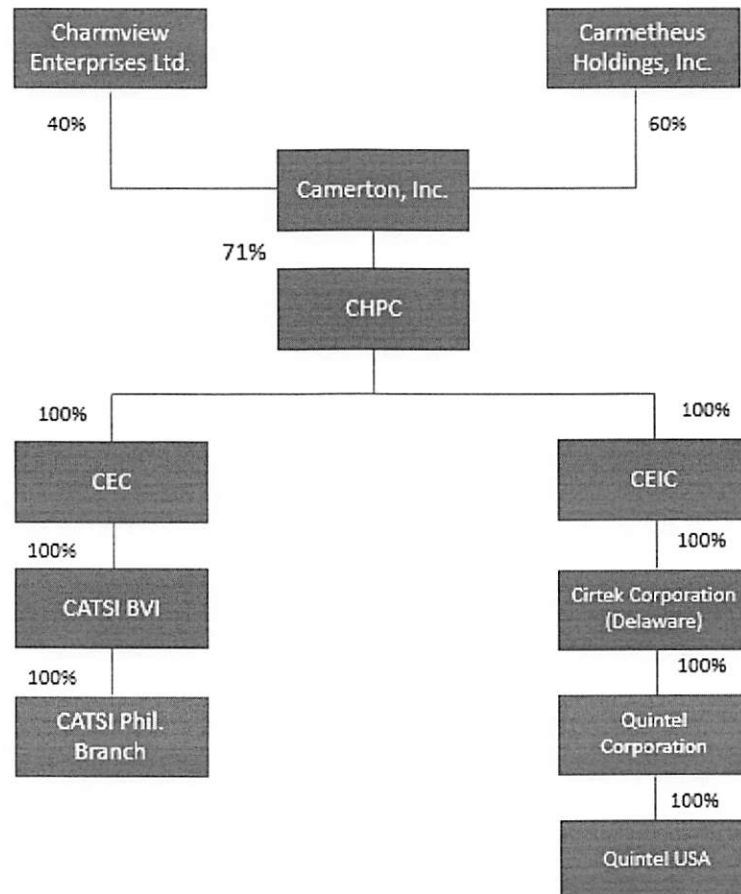 Charmview
Enterprises Ltd.
Carmetheus
Holdings, Inc.
40%
60%
Camerton, Inc.
71%
CHPC
100%
100%
CEC
CEIC
100%
100%
CATSI BVI
Cirtek Corporation
(Delaware)
100%
100%
CATSI Phil.
Branch
Quintel
Corporation
100%
Quintel USA